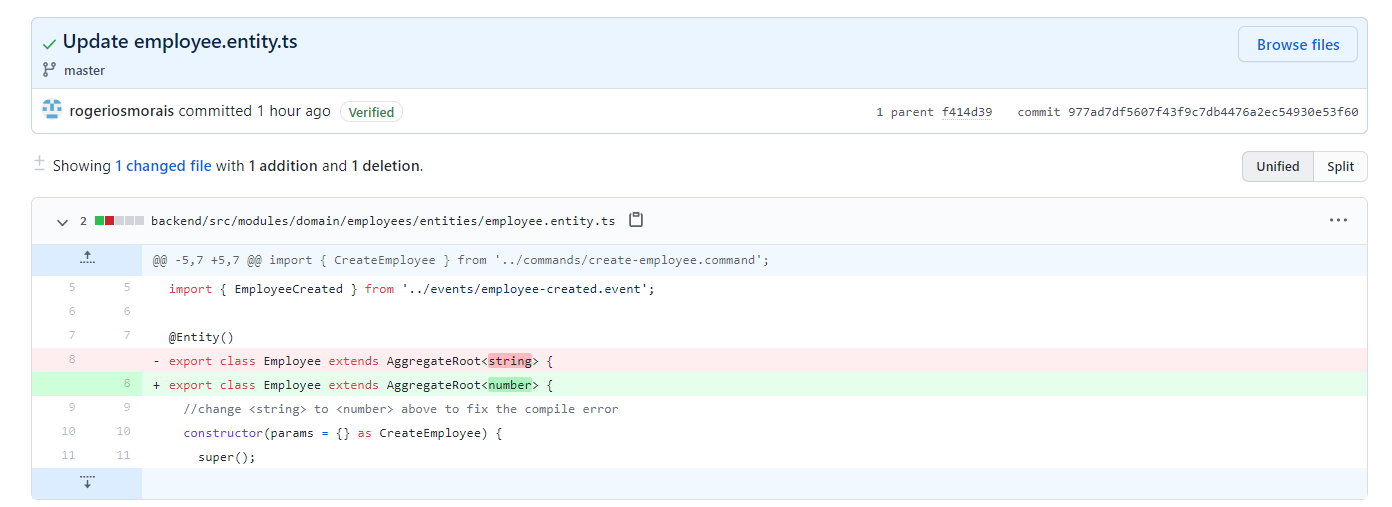 Update employee.entity.ts
Browse files
master
rogeriosmorais committed 1 hour ago Verified 1 parent f414d39 commit 977ad7df5607f43f9c7db4476a2ec54930e53f60
Showing 1 changed file with 1 addition and 1 deletion.
Unified Split
2 backend/src/modules/domain/employees/entities/employee.entity.ts
@@ -5,7 +5,7 @@ import { CreateEmployee } from '../commands/create-employee.command';
5 5 import { EmployeeCreated } from '../events/employee-created.event';
6 6
7 7 @Entity()
8 - export class Employee extends AggregateRoot<string> {
8 + export class Employee extends AggregateRoot<number> {
9 9 //change <string> to <number> above to fix the compile error
10 10 constructor(params = {} as CreateEmployee) {
11 11 super();